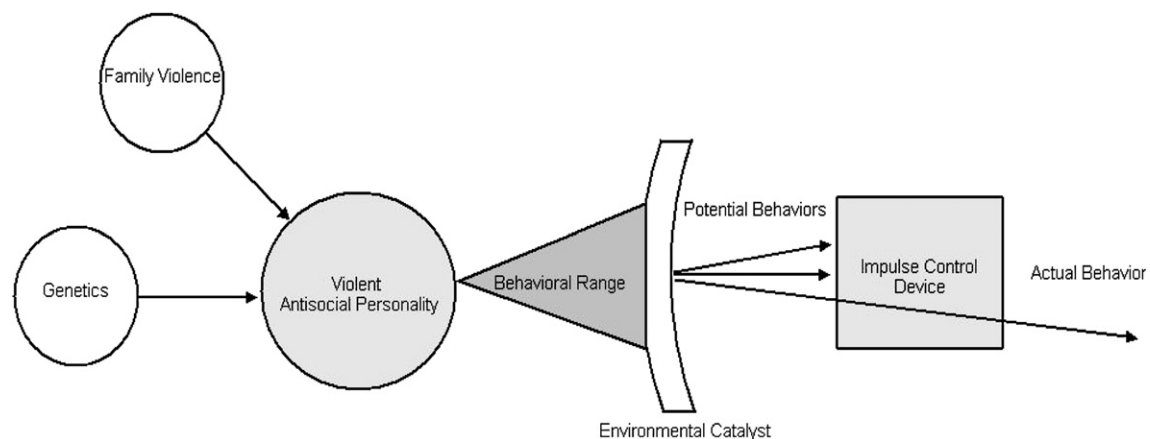 Family Violence
Genetics
Violent
Antisocial Personality
Behavioral Range
Potential Behaviors
Impulse Control
Device
Actual Behavior
Environmental Catalyst